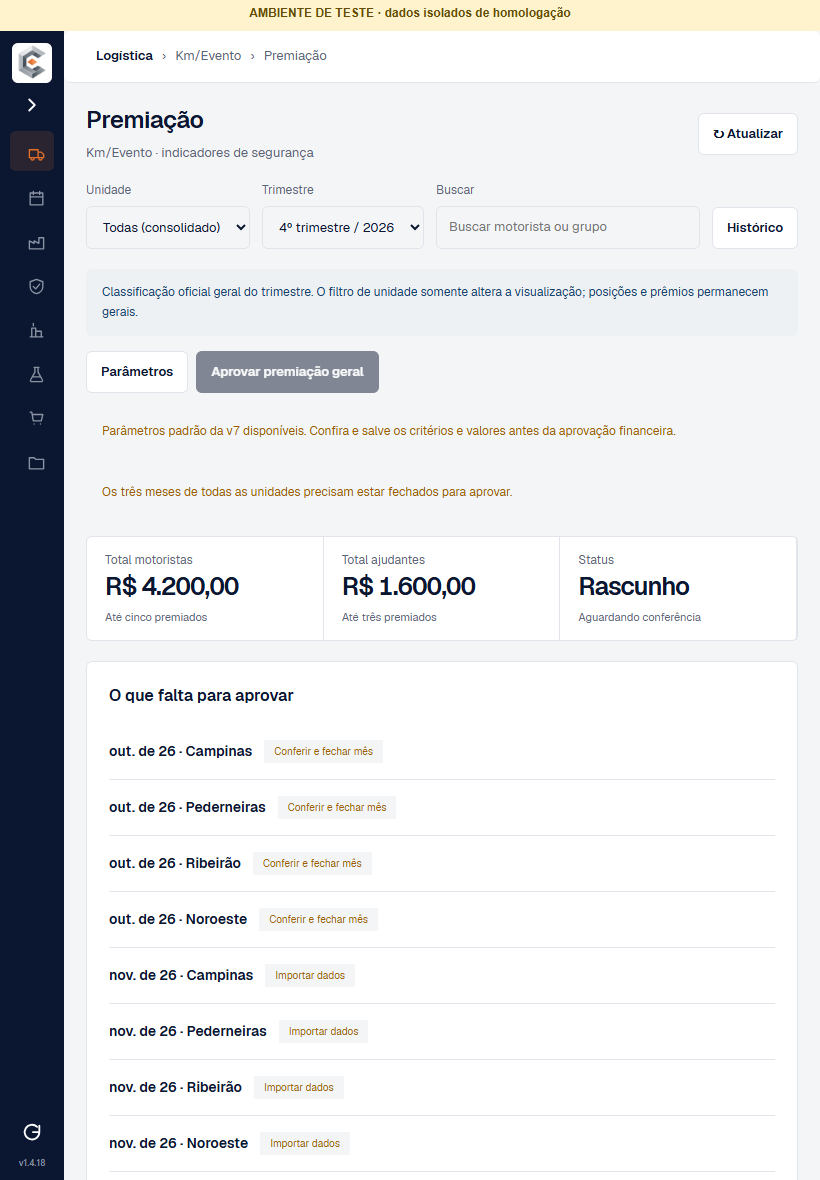 AMBIENTE DE TESTE · dados isolados de homologação
Logística › Km/Evento › Premiação
Premiação
Km/Evento · indicadores de segurança
↻ Atualizar
Unidade
Trimestre
Buscar
Todas (consolidado)
4º trimestre / 2026
Buscar motorista ou grupo
Histórico
Classificação oficial geral do trimestre. O filtro de unidade somente altera a visualização; posições e prêmios permanecem
gerais.
Parâmetros
Aprovar premiação geral
Parâmetros padrão da v7 disponíveis. Confira e salve os critérios e valores antes da aprovação financeira.
Os três meses de todas as unidades precisam estar fechados para aprovar.
Total motoristas
R$ 4.200,00
Até cinco premiados
Total ajudantes
R$ 1.600,00
Até três premiados
Status
Rascunho
Aguardando conferência
O que falta para aprovar
out. de 26 · Campinas Conferir e fechar mês
out. de 26 · Pederneiras Conferir e fechar mês
out. de 26 · Ribeirão Conferir e fechar mês
out. de 26 · Noroeste Conferir e fechar mês
nov. de 26 · Campinas Importar dados
nov. de 26 · Pederneiras Importar dados
nov. de 26 · Ribeirão Importar dados
nov. de 26 · Noroeste Importar dados
v1.4.18